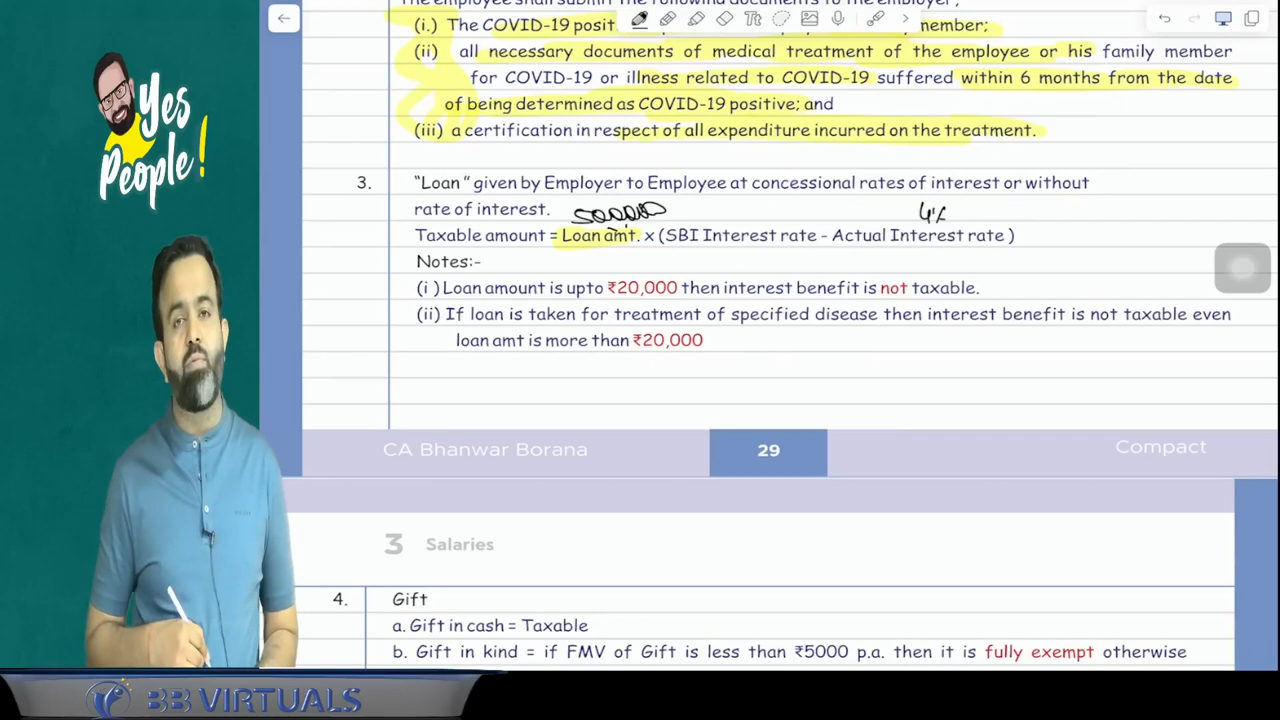 (i.) The COVID-19 posit
member;
(ii) all necessary documents of medical treatment of the employee or his family member
for COVID-19 or illness related to COVID-19 suffered within 6 months from the date
of being determined as COVID-19 positive; and
(iii) a certification in respect of all expenditure incurred on the treatment.
Yes
People!
3. “Loan” given by Employer to Employee at concessional rates of interest or without
rate of interest.
4%
Taxable amount = Loan amt. x (SBI Interest rate - Actual Interest rate )
Notes:-
(i ) Loan amount is upto ₹20,000 then interest benefit is not taxable.
(ii) If loan is taken for treatment of specified disease then interest benefit is not taxable even
loan amt is more than ₹20,000
CA Bhanwar Borana 29 Compact
3 Salaries
4. Gift
a. Gift in cash = Taxable
b. Gift in kind = if FMV of Gift is less than ₹5000 p.a. then it is fully exempt otherwise
BB VIRTUALS